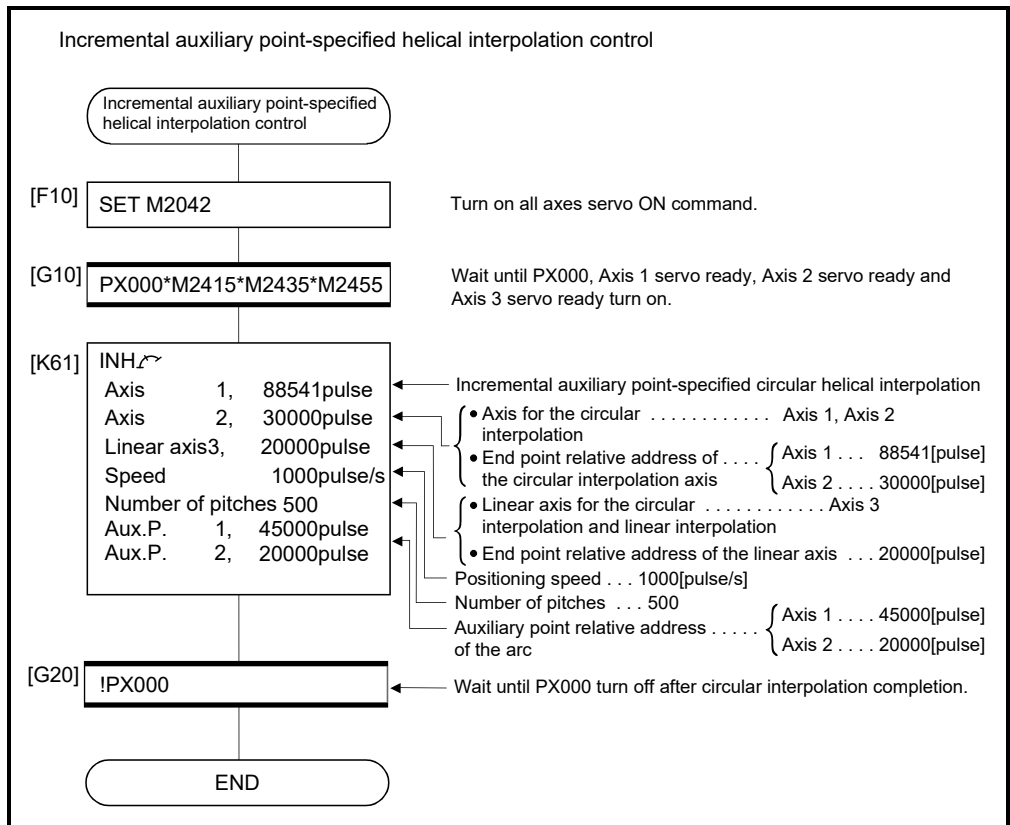 Incremental auxiliary point-specified helical interpolation control
Incremental auxiliary point-specified
helical interpolation control
[F10]
SET M2042
Turn on all axes servo ON command.
[G10]
PX000*M2415*M2435*M2455
Wait until PX000, Axis 1 servo ready, Axis 2 servo ready and
Axis 3 servo ready turn on.
[K61]
INH
Axis 1, 88541pulse
Axis 2, 30000pulse
Linear axis3, 20000pulse
Speed 1000pulse/s
Number of pitches 500
Aux.P. 1, 45000pulse
Aux.P. 2, 20000pulse
Incremental auxiliary point-specified circular helical interpolation
• Axis for the circular . . . . . . . . . . . . Axis 1, Axis 2
interpolation
• End point relative address of . . . . Axis 1 . . . 88541[pulse]
the circular interpolation axis Axis 2 . . . . 30000[pulse]
• Linear axis for the circular . . . . . . . . . . . . Axis 3
interpolation and linear interpolation
• End point relative address of the linear axis . . . 20000[pulse]
Positioning speed . . . 1000[pulse/s]
Number of pitches . . . 500
Auxiliary point relative address . . . . . Axis 1 . . . . 45000[pulse]
of the arc Axis 2 . . . . 20000[pulse]
[G20]
!PX000
Wait until PX000 turn off after circular interpolation completion.
END